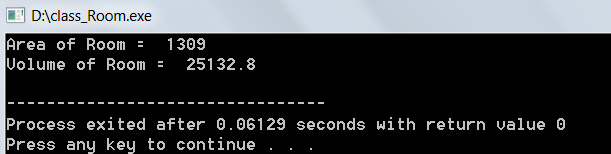 D:\class_Room.exe
Area of Room =  1309
Volume of Room =  25132.8
--------------------------------
Process exited after 0.06129 seconds with return value 0
Press any key to continue . . .